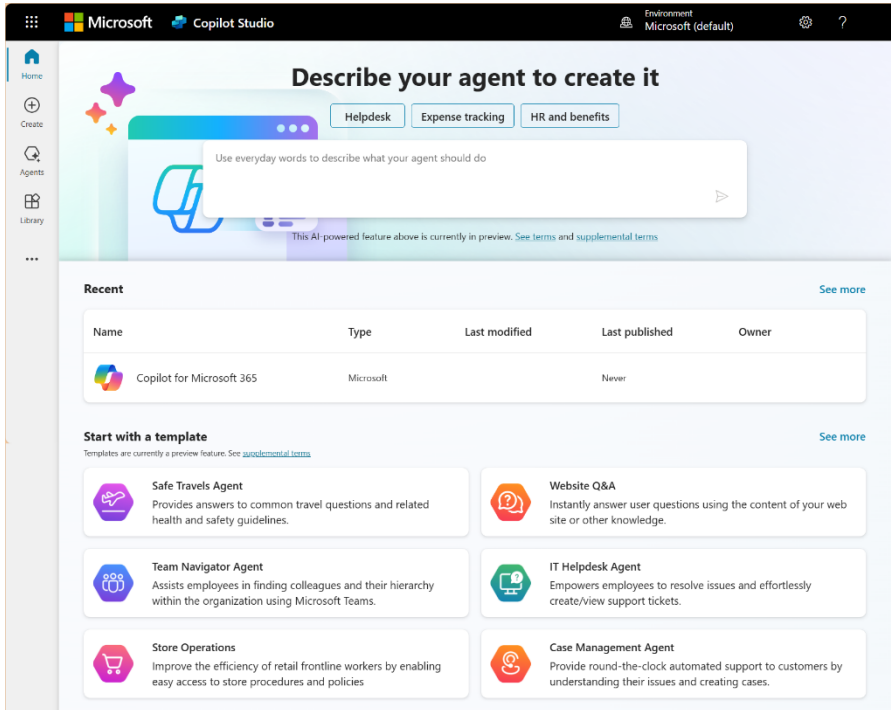 Microsoft Copilot Studio
Environment
Microsoft (default)
?
Home
Create
Agents
Library
Describe your agent to create it
Helpdesk Expense tracking HR and benefits
Use everyday words to describe what your agent should do
This AI-powered feature above is currently in preview. See terms and supplemental terms
Recent See more
Name Type Last modified Last published Owner
Copilot for Microsoft 365 Microsoft Never
Start with a template See more
Templates are currently a preview feature. See supplemental terms
Safe Travels Agent
Provides answers to common travel questions and related
health and safety guidelines.
Website Q&A
Instantly answer user questions using the content of your web
site or other knowledge.
Team Navigator Agent
Assists employees in finding colleagues and their hierarchy
within the organization using Microsoft Teams.
IT Helpdesk Agent
Empowers employees to resolve issues and effortlessly
create/view support tickets.
Store Operations
Improve the efficiency of retail frontline workers by enabling
easy access to store procedures and policies
Case Management Agent
Provide round-the-clock automated support to customers by
understanding their issues and creating cases.